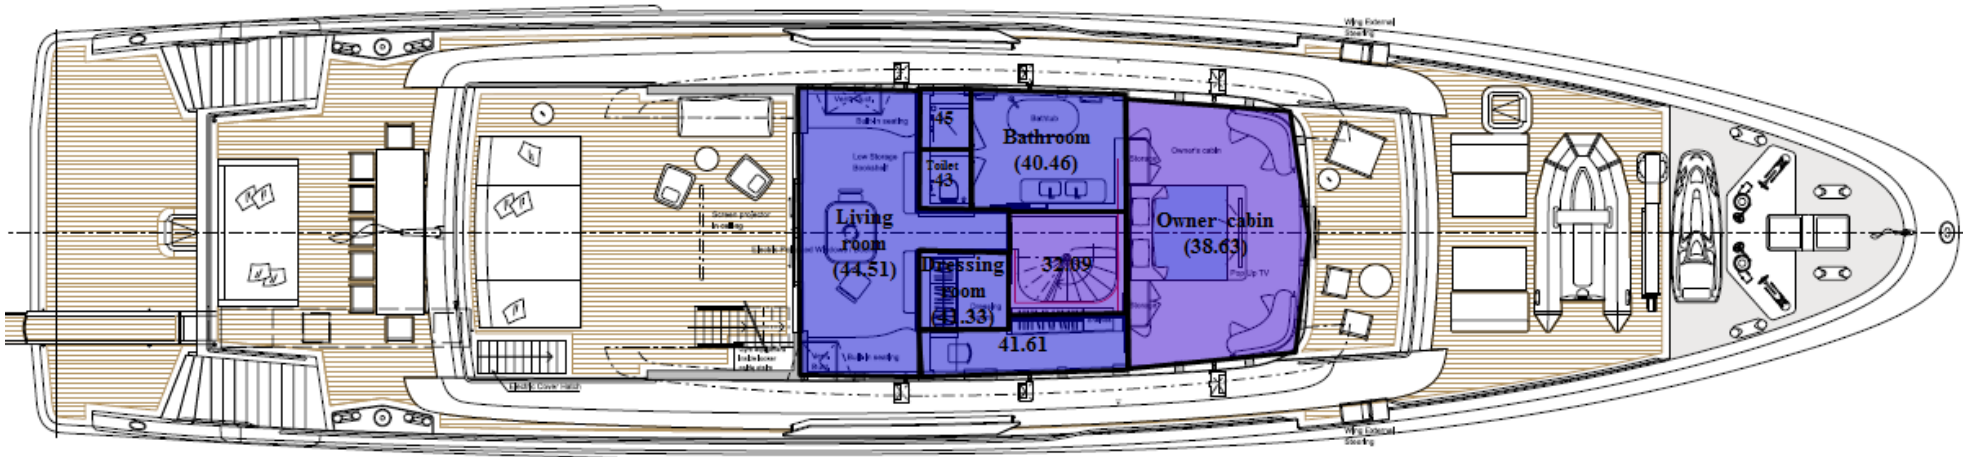 Wing External
Steering
Built-in seating
Low Storage
Bookshelf
45
Toilet
43
Bathtub
Bathroom
(40.46)
Storage
Owner's cabin
Screen projector
in ceiling
Living
room
(44.51)
Owner cabin
(38.63)
Pop Up TV
Storage
32.09
Dressing
room
(41.33)
Dressing
41.61
Built-in seating
Electric Cover Hatch
Wing External
Steering